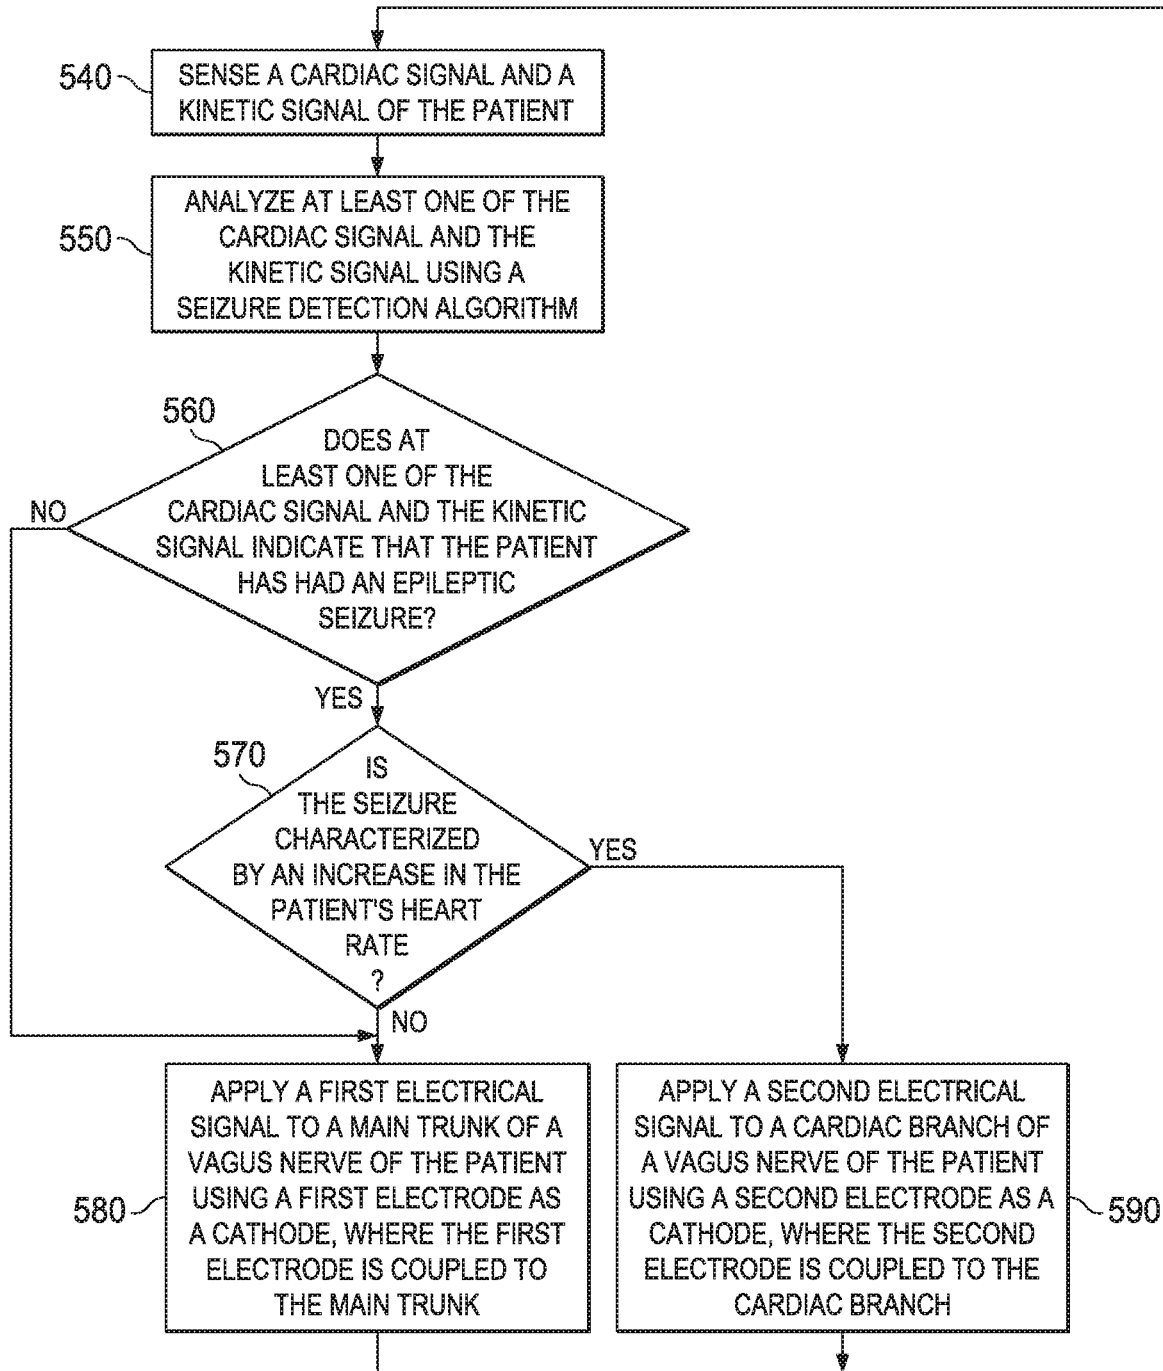 540
SENSE A CARDIAC SIGNAL AND A
KINETIC SIGNAL OF THE PATIENT
550
ANALYZE AT LEAST ONE OF THE
CARDIAC SIGNAL AND THE
KINETIC SIGNAL USING A
SEIZURE DETECTION ALGORITHM
560
DOES AT
LEAST ONE OF THE
CARDIAC SIGNAL AND THE KINETIC
SIGNAL INDICATE THAT THE PATIENT
HAS HAD AN EPILEPTIC
SEIZURE?
NO
YES
570
IS
THE SEIZURE
CHARACTERIZED
BY AN INCREASE IN THE
PATIENT'S HEART
RATE
?
YES
NO
580
APPLY A FIRST ELECTRICAL
SIGNAL TO A MAIN TRUNK OF A
VAGUS NERVE OF THE PATIENT
USING A FIRST ELECTRODE AS
A CATHODE, WHERE THE FIRST
ELECTRODE IS COUPLED TO
THE MAIN TRUNK
APPLY A SECOND ELECTRICAL
SIGNAL TO A CARDIAC BRANCH OF
A VAGUS NERVE OF THE PATIENT
USING A SECOND ELECTRODE AS A
CATHODE, WHERE THE SECOND
ELECTRODE IS COUPLED TO THE
CARDIAC BRANCH
590